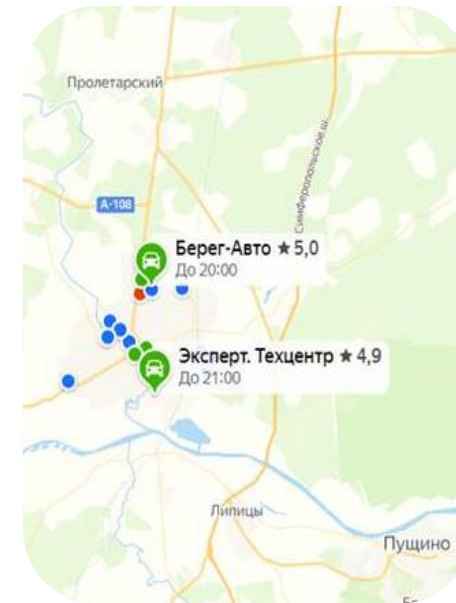 Пролетарский
Симферопольское ш.
А-108
Берег-Авто ★ 5,0
До 20:00
Эксперт. Техцентр ★ 4,9
До 21:00
Липицы
Пущино